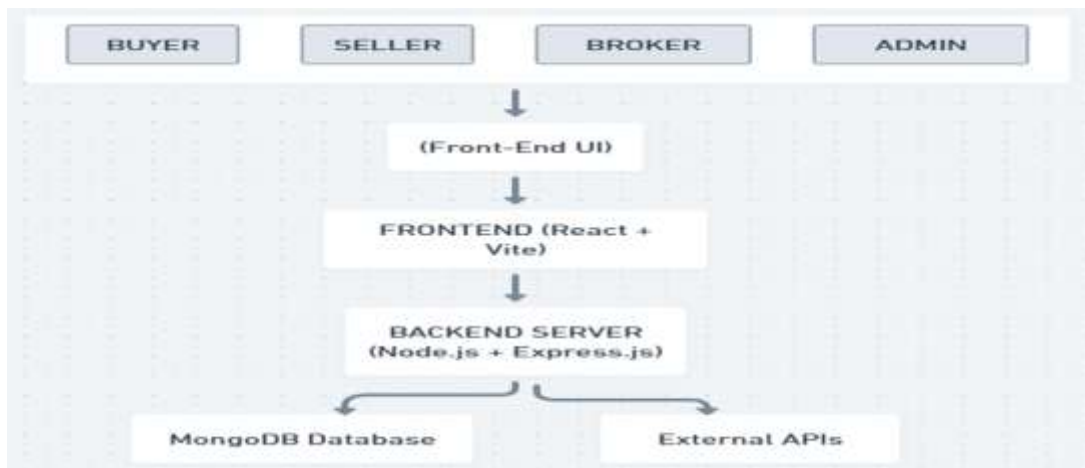 BUYER SELLER BROKER ADMIN
(Front-End UI)
FRONTEND (React +
Vite)
BACKEND SERVER
(Node.js + Express.js)
MongoDB Database External APIs